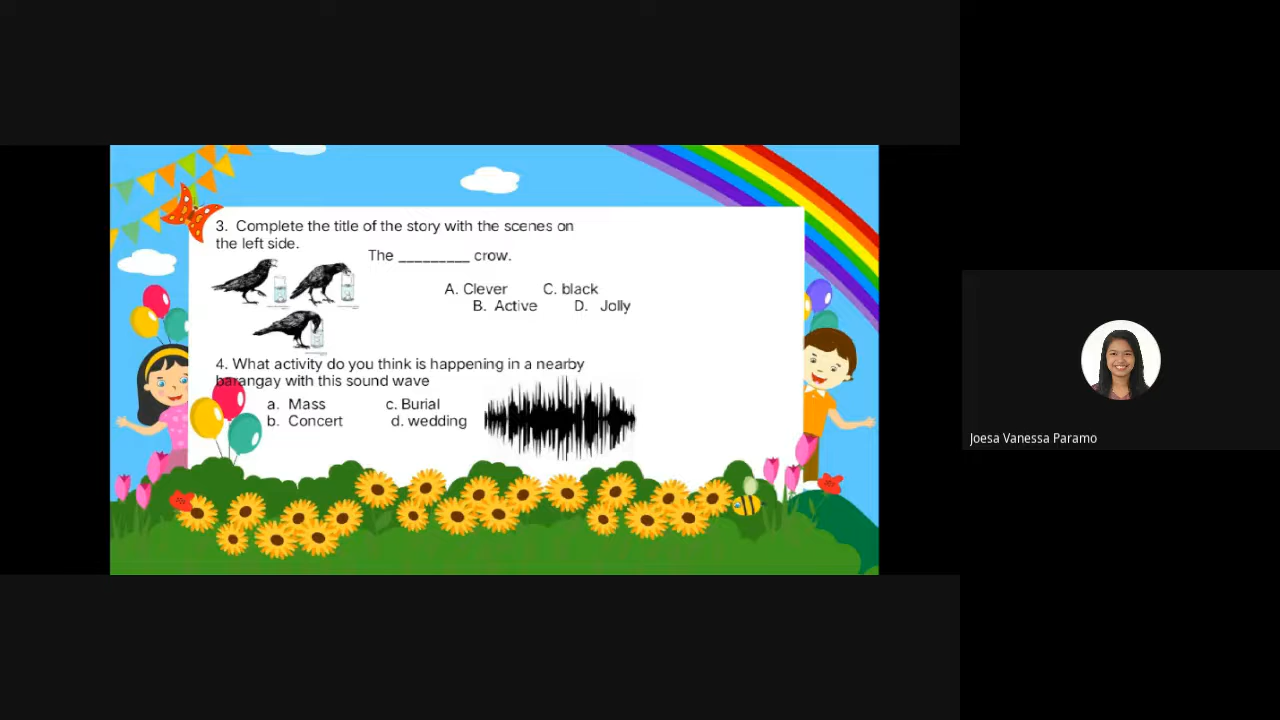 3. Complete the title of the story with the scenes on
the left side.
The _________ crow.
A. Clever C. black
B. Active D. Jolly
4. What activity do you think is happening in a nearby
barangay with this sound wave
a. Mass c. Burial
b. Concert d. wedding
Joesa Vanessa Paramo